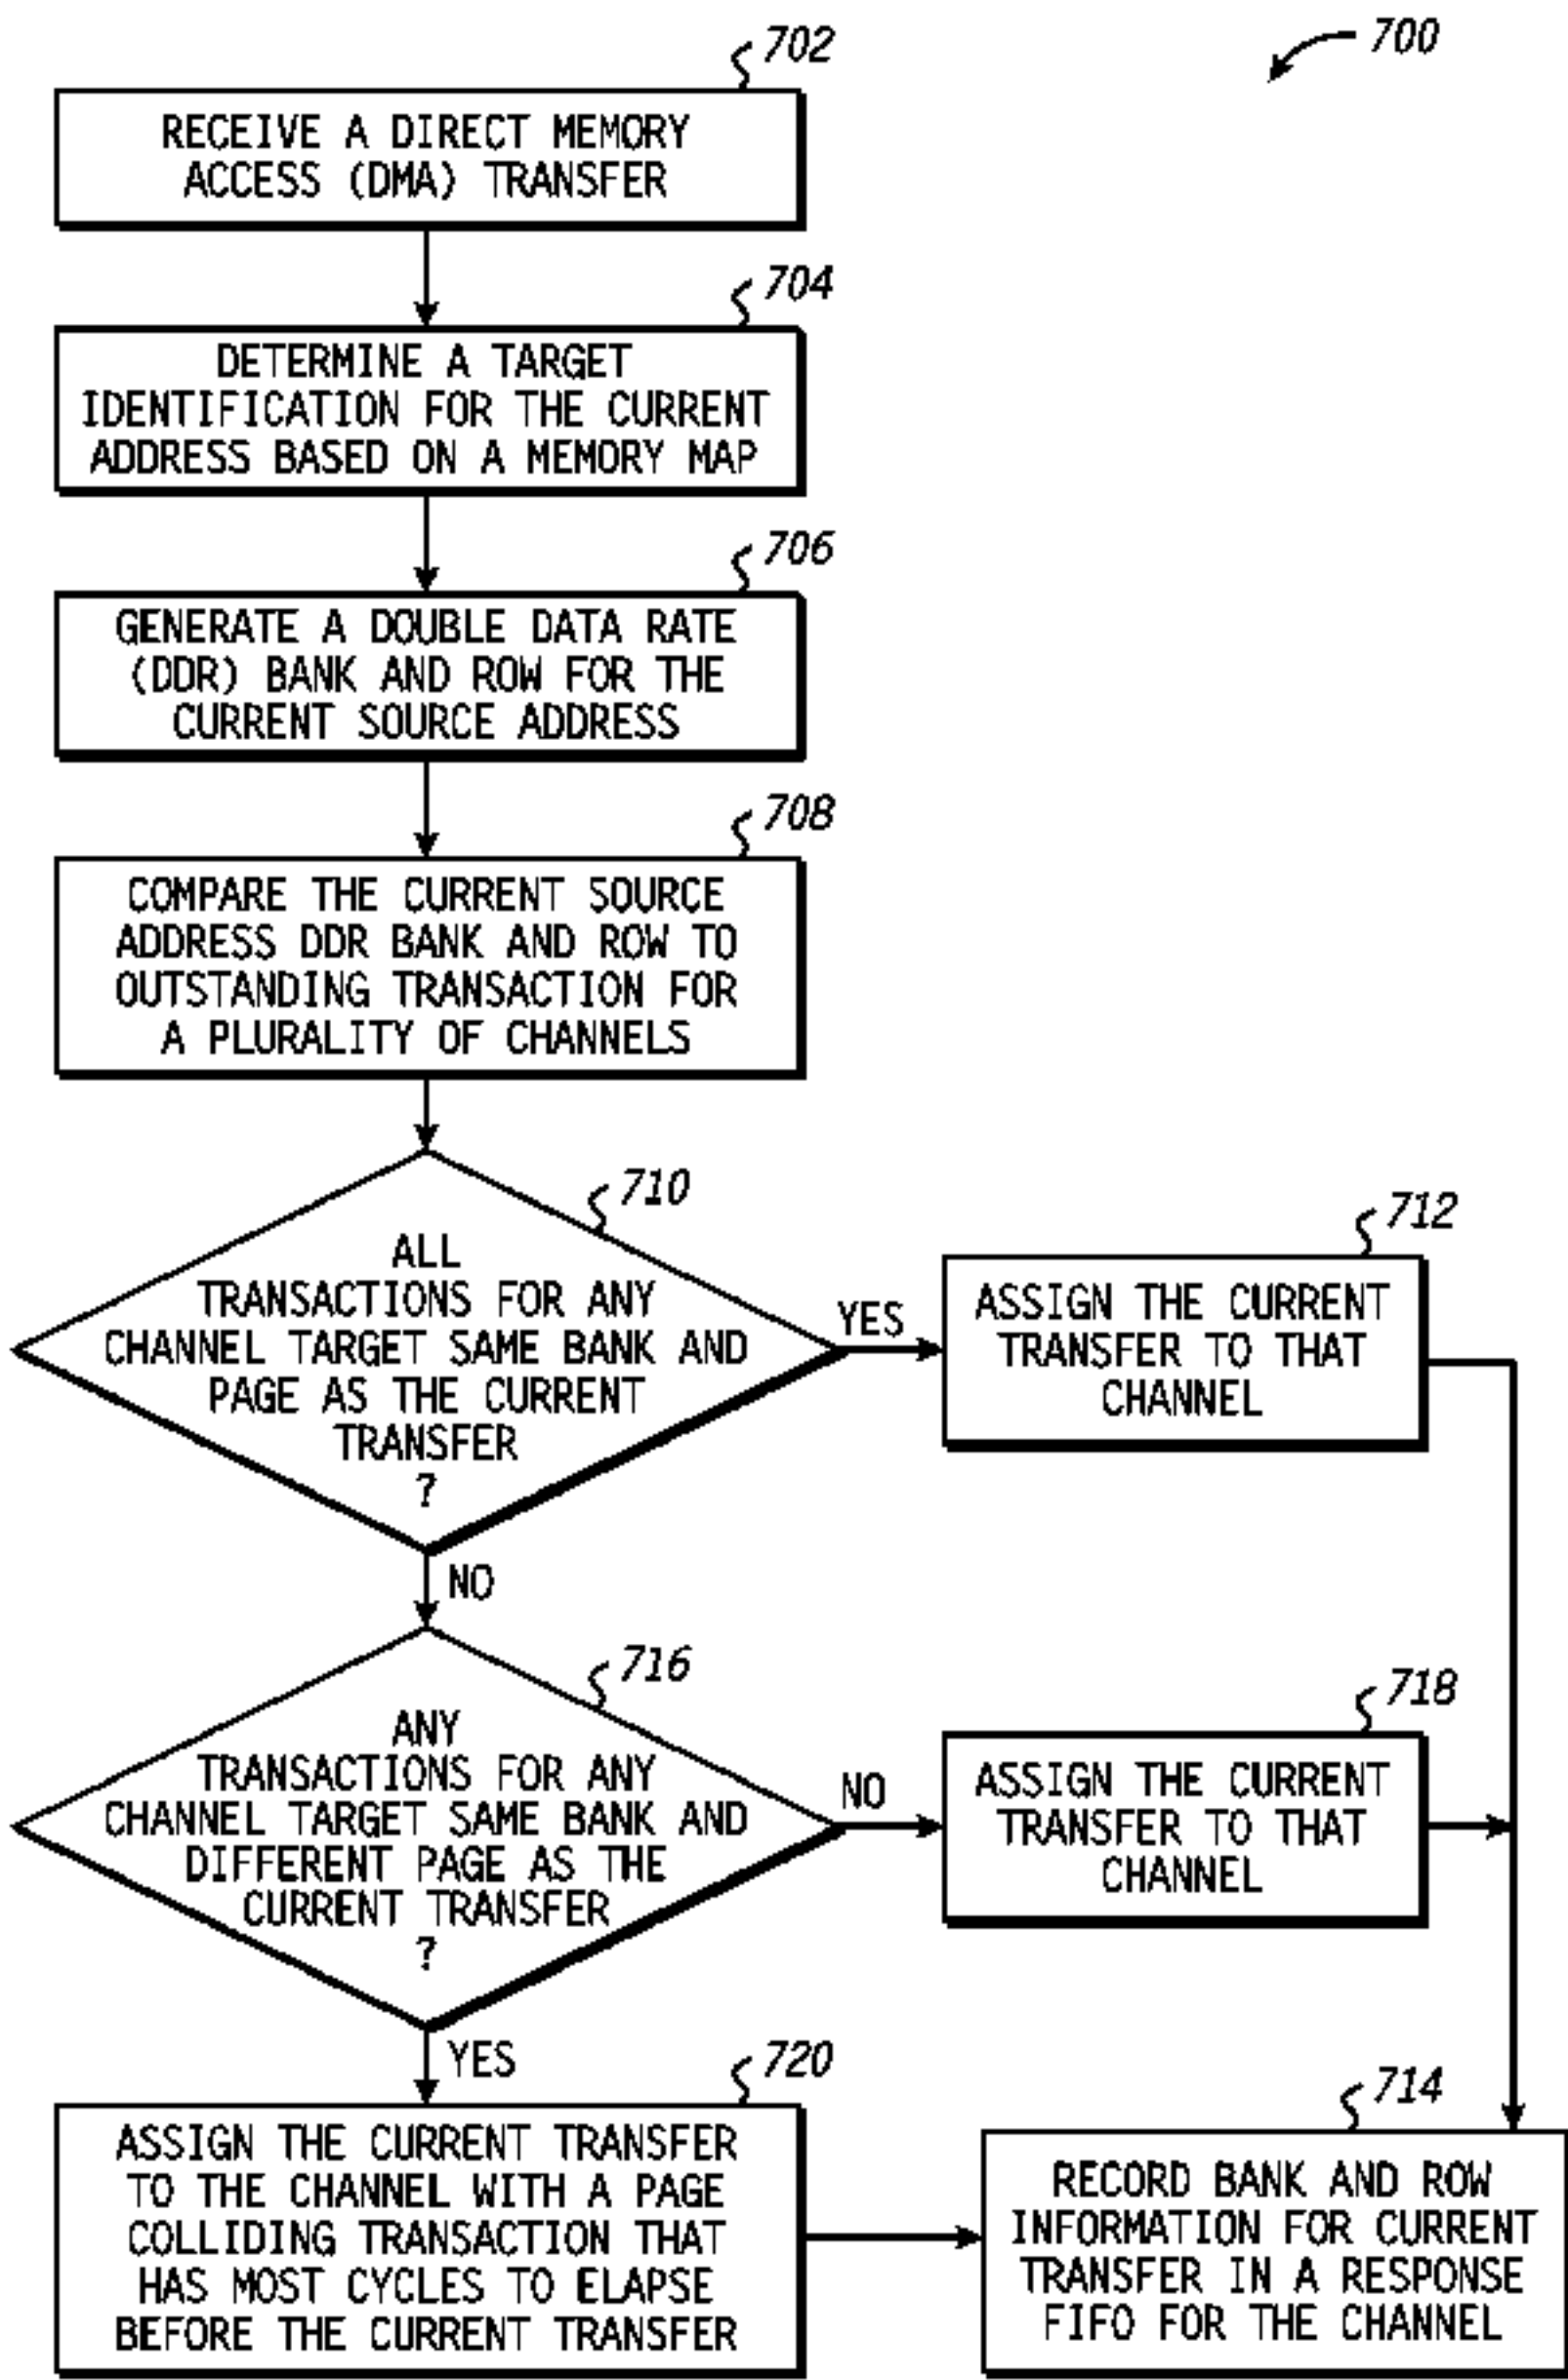 700
702
RECEIVE A DIRECT MEMORY
ACCESS (DMA) TRANSFER
704
DETERMINE A TARGET
IDENTIFICATION FOR THE CURRENT
ADDRESS BASED ON A MEMORY MAP
706
GENERATE A DOUBLE DATA RATE
(DDR) BANK AND ROW FOR THE
CURRENT SOURCE ADDRESS
708
COMPARE THE CURRENT SOURCE
ADDRESS DDR BANK AND ROW TO
OUTSTANDING TRANSACTION FOR
A PLURALITY OF CHANNELS
710
ALL
TRANSACTIONS FOR ANY
CHANNEL TARGET SAME BANK AND
PAGE AS THE CURRENT
TRANSFER
?
YES
712
ASSIGN THE CURRENT
TRANSFER TO THAT
CHANNEL
NO
716
ANY
TRANSACTIONS FOR ANY
CHANNEL TARGET SAME BANK AND
DIFFERENT PAGE AS THE
CURRENT TRANSFER
?
NO
718
ASSIGN THE CURRENT
TRANSFER TO THAT
CHANNEL
YES
720
ASSIGN THE CURRENT TRANSFER
TO THE CHANNEL WITH A PAGE
COLLIDING TRANSACTION THAT
HAS MOST CYCLES TO ELAPSE
BEFORE THE CURRENT TRANSFER
714
RECORD BANK AND ROW
INFORMATION FOR CURRENT
TRANSFER IN A RESPONSE
FIFO FOR THE CHANNEL